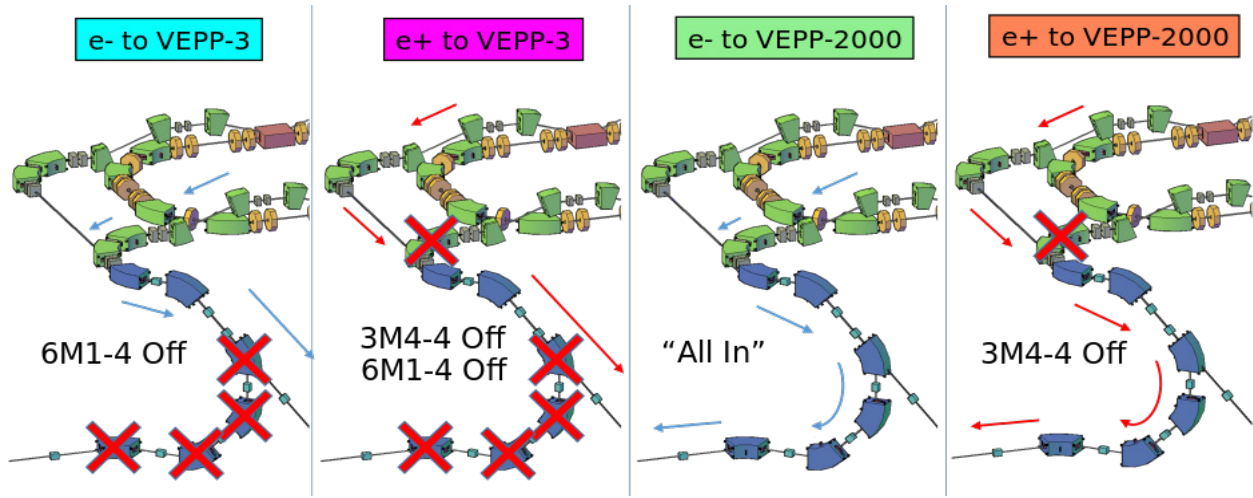 e- to VEPP-3
e+ to VEPP-3
e- to VEPP-2000
e+ to VEPP-2000
6M1-4 Off
3M4-4 Off
6M1-4 Off
“All In”
3M4-4 Off